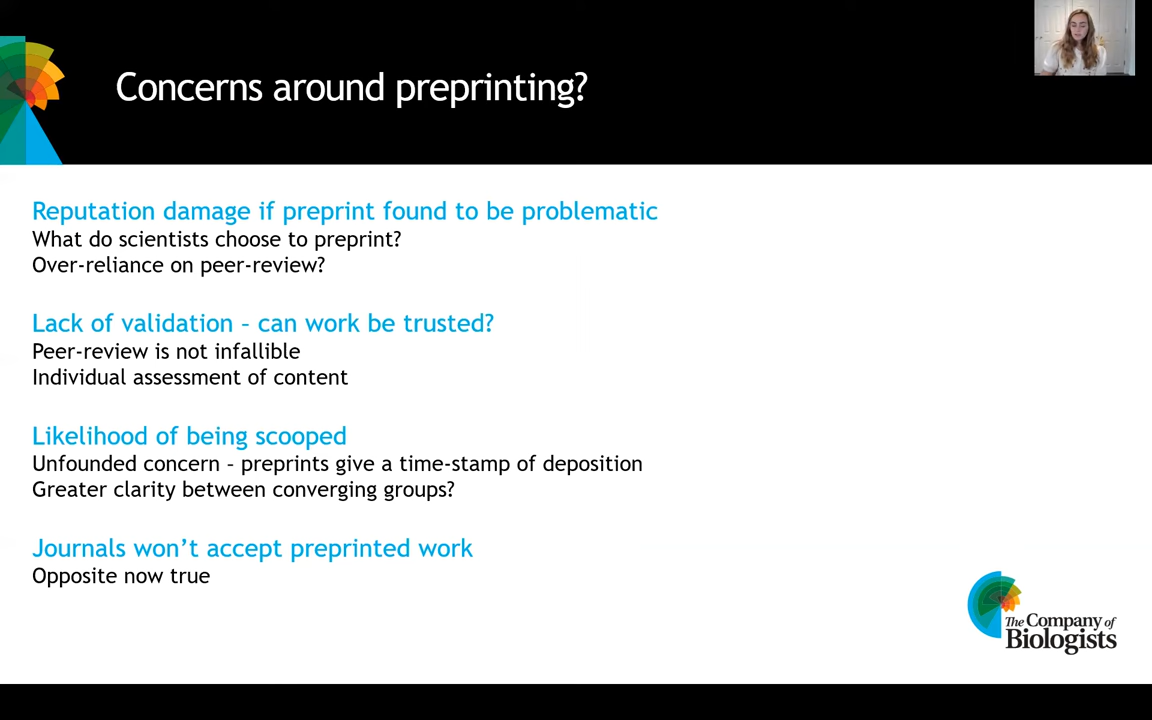 Concerns around preprinting?
Reputation damage if preprint found to be problematic
What do scientists choose to preprint?
Over-reliance on peer-review?
Lack of validation – can work be trusted?
Peer-review is not infallible
Individual assessment of content
Likelihood of being scooped
Unfounded concern – preprints give a time-stamp of deposition
Greater clarity between converging groups?
Journals won’t accept preprinted work
Opposite now true
The Company of
Biologists